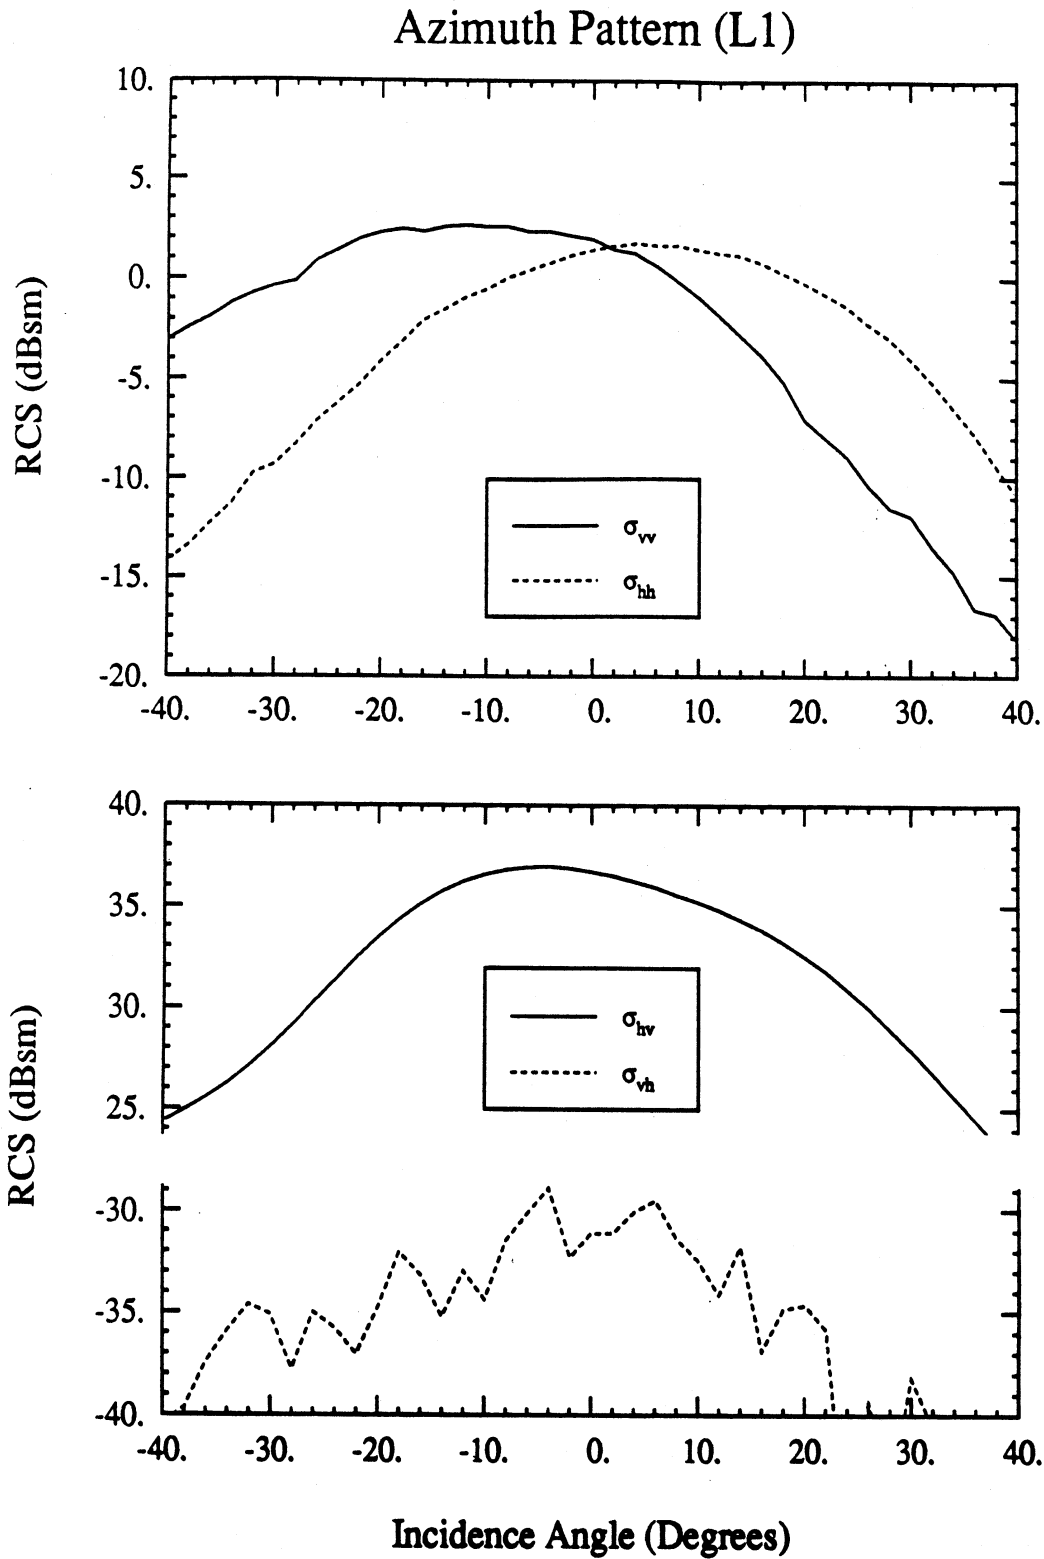 Azimuth Pattern (L1)
10.
5.
0.
-5.
-10.
-15.
-20.
RCS (dBsm)
σvv
σhh
-40. -30. -20. -10. 0. 10. 20. 30. 40.
40.
35.
30.
25.
-30.
-35.
-40.
RCS (dBsm)
σhv
σvh
-40. -30. -20. -10. 0. 10. 20. 30. 40.
Incidence Angle (Degrees)